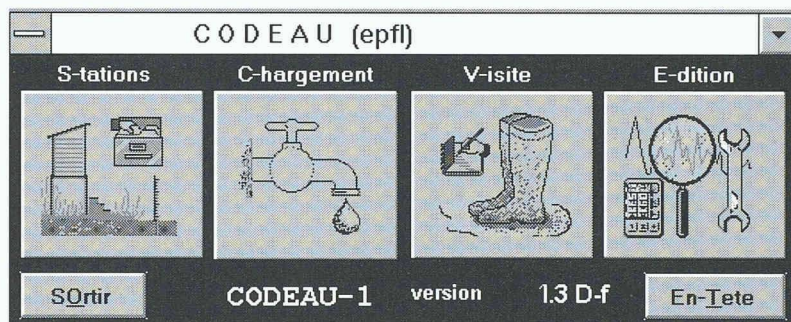 C O D E A U (epfl)
S-tations C-hargement V-isite E-dition
SOrtir CODEAU-1 version 1.3 D-f En-Tete